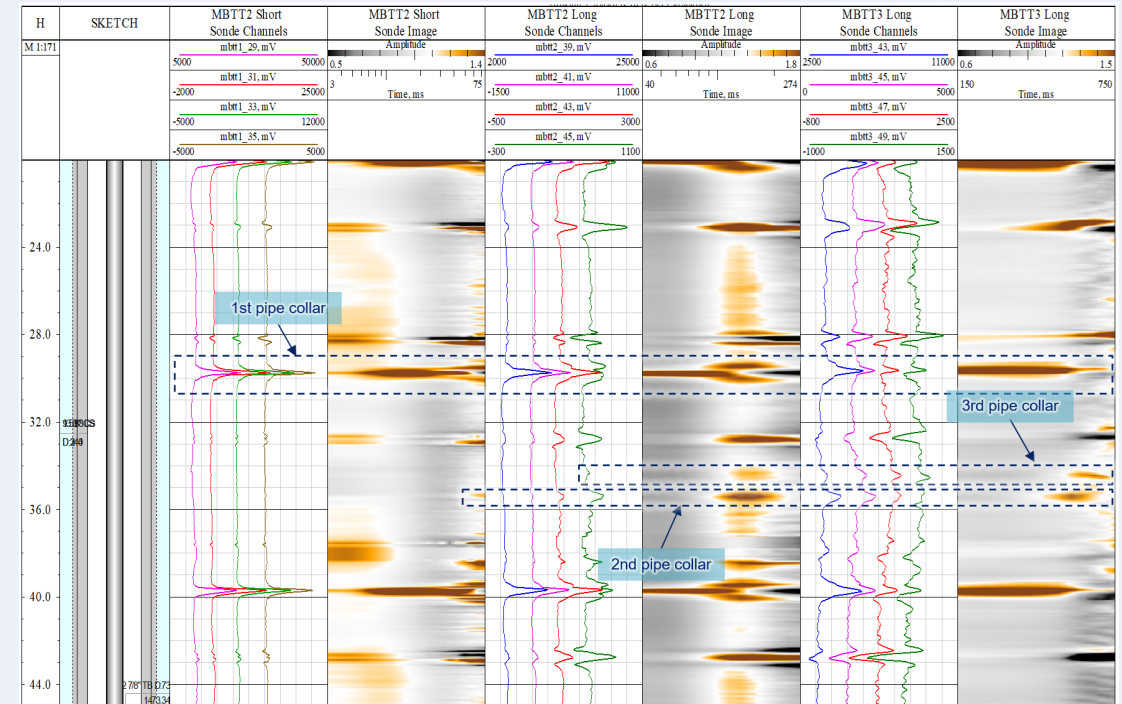 H
SKETCH
MBTT2 Short
Sonde Channels
MBTT2 Short
Sonde Image
MBTT2 Long
Sonde Channels
MBTT2 Long
Sonde Image
MBTT3 Long
Sonde Channels
MBTT3 Long
Sonde Image
M 1:171
mbtt1_29, mV
5000 50000
mbtt1_31, mV
-2000 25000
mbtt1_33, mV
-5000 12000
mbtt1_35, mV
-5000 5000
Amplitude
0.5 1.4
3 75
Time, ms
mbtt2_39, mV
2000 25000
mbtt2_41, mV
-1500 11000
mbtt2_43, mV
-500 3000
mbtt2_45, mV
-300 1100
Amplitude
0.6 1.8
40 274
Time, ms
mbtt3_43, mV
2500 11000
mbtt3_45, mV
0 5000
mbtt3_47, mV
-800 2500
mbtt3_49, mV
-1000 1500
Amplitude
0.6 1.5
150 750
Time, ms
24.0
28.0
1st pipe collar
32.0
3rd pipe collar
36.0
2nd pipe collar
40.0
44.0
2 7/8" TB D:73
1473.34